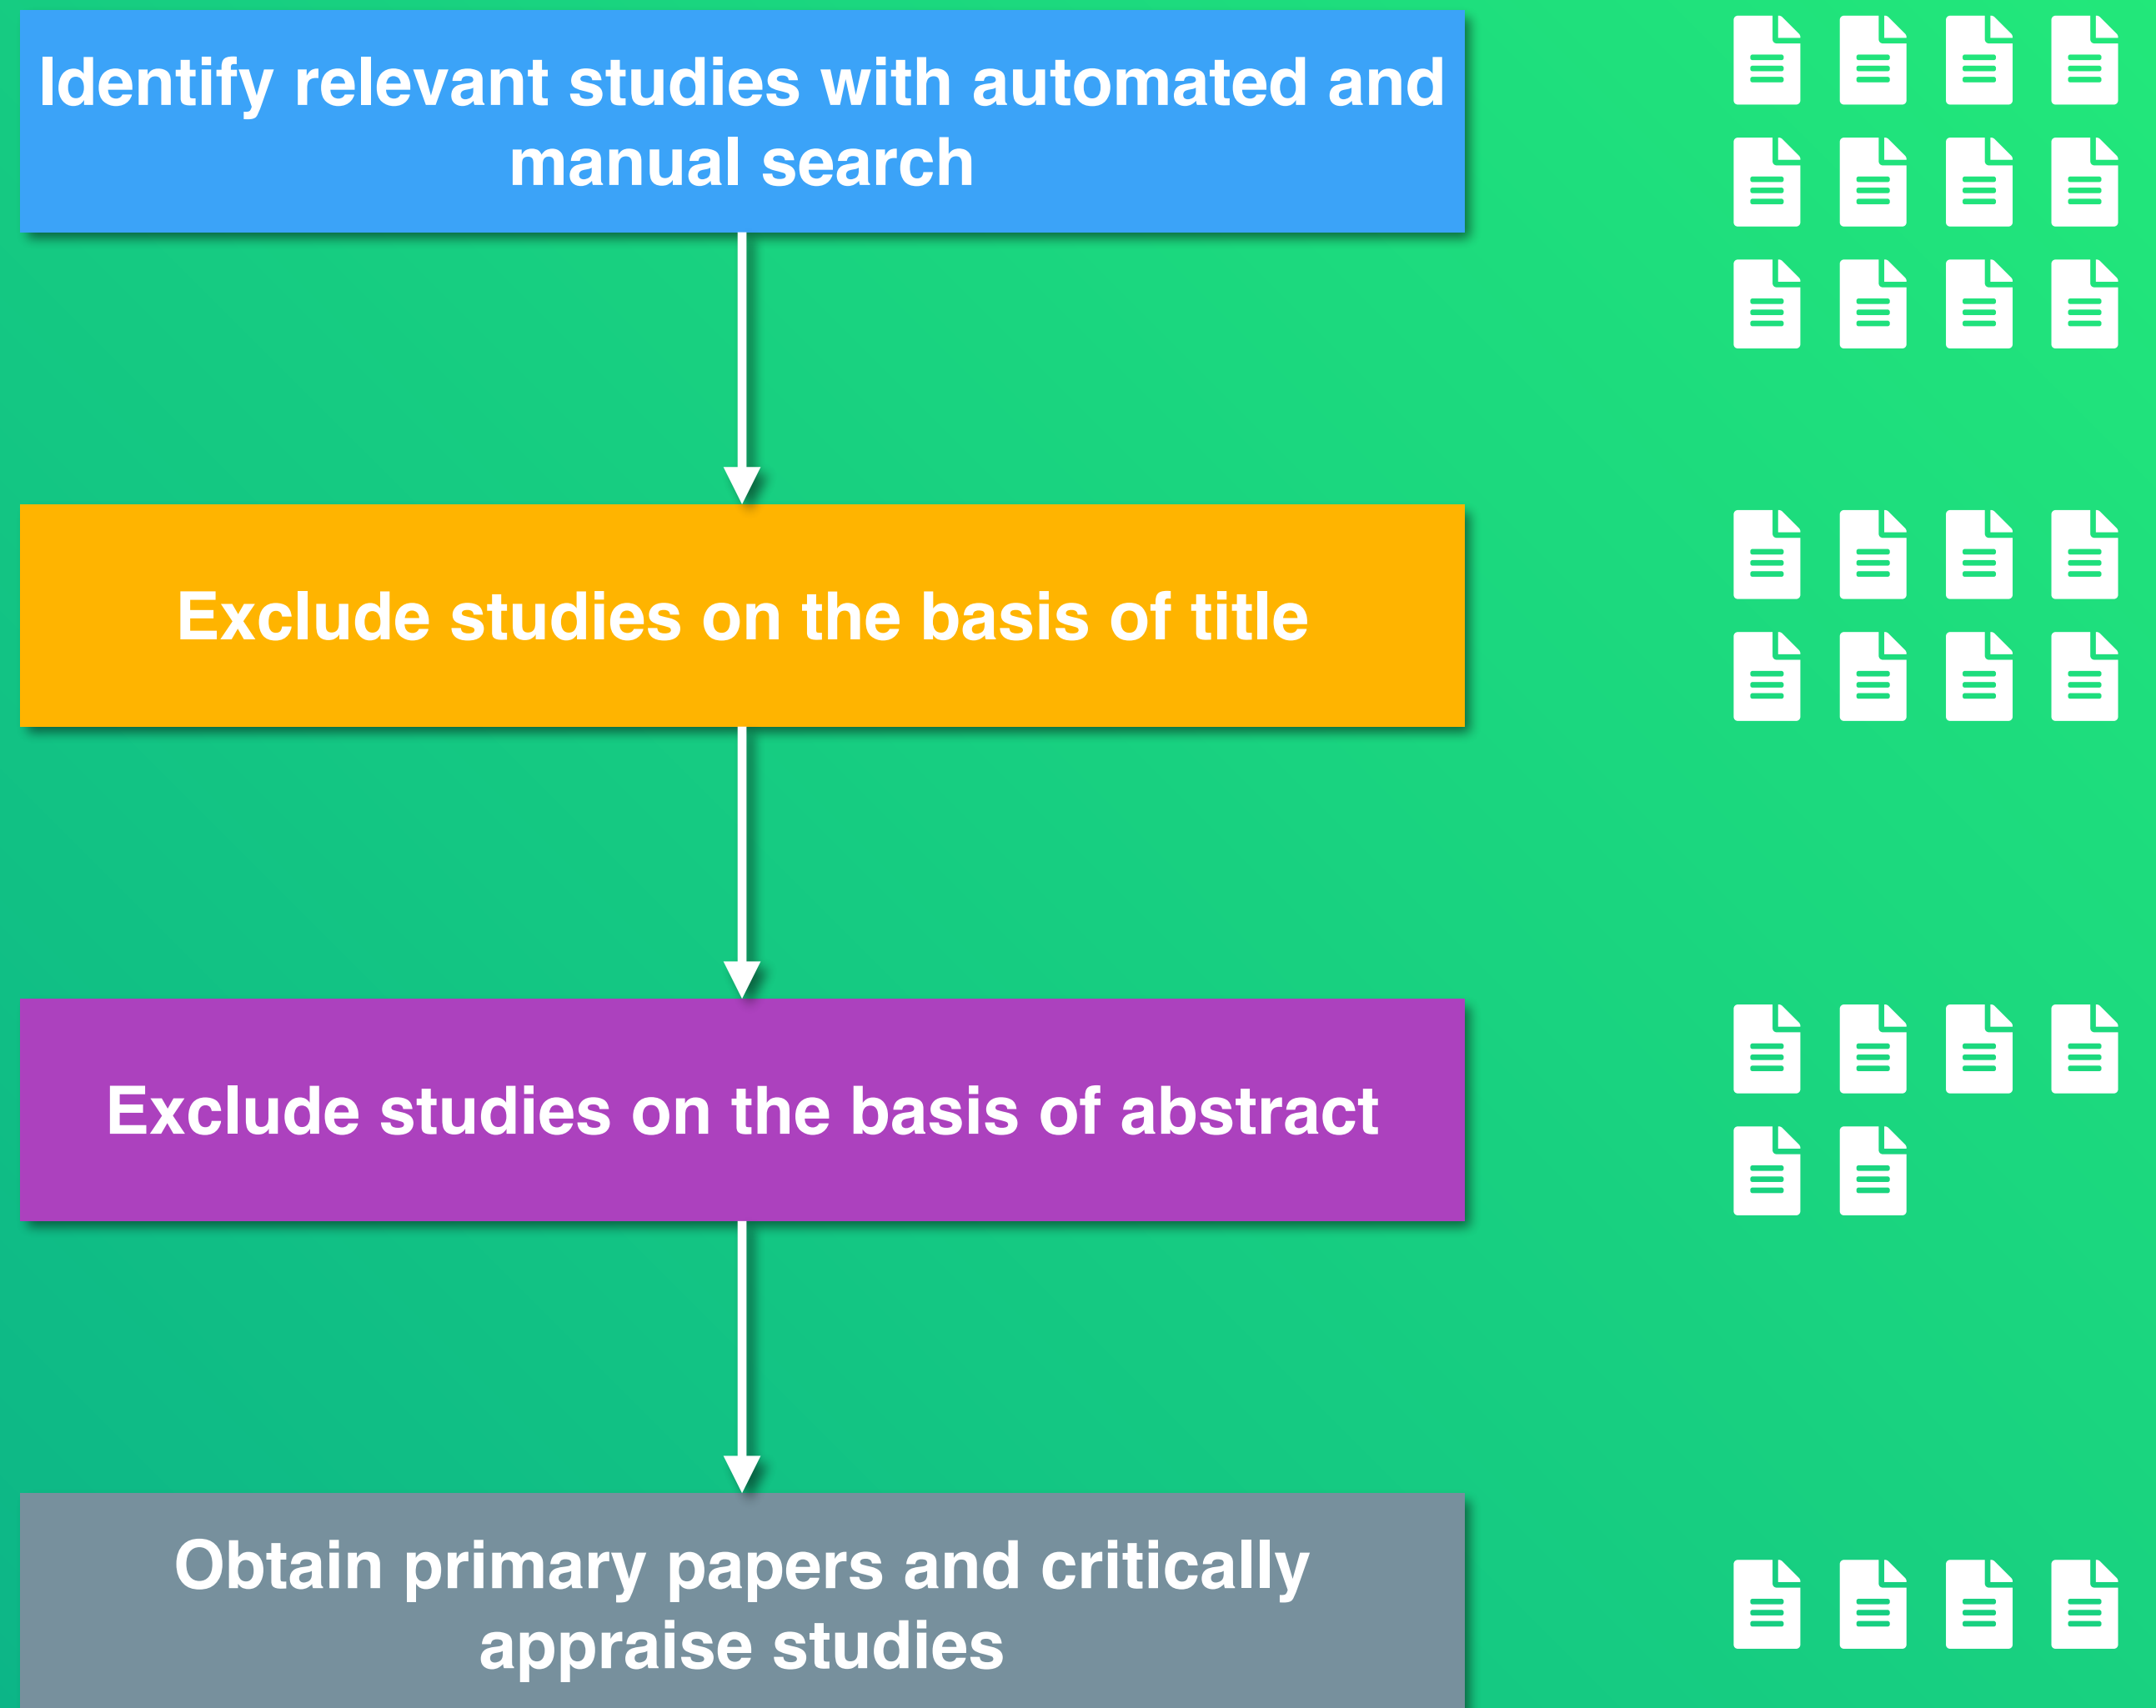 Identify relevant studies with automated and
manual search
Exclude studies on the basis of title
Exclude studies on the basis of abstract
Obtain primary papers and critically
appraise studies